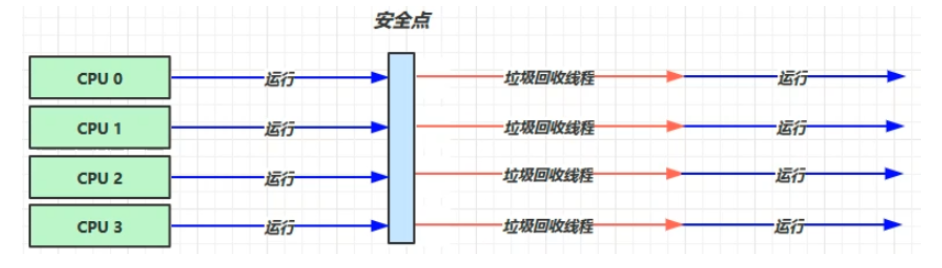 安全点
CPU 0 运行 垃圾回收线程 运行
CPU 1 运行 垃圾回收线程 运行
CPU 2 运行 垃圾回收线程 运行
CPU 3 运行 垃圾回收线程 运行